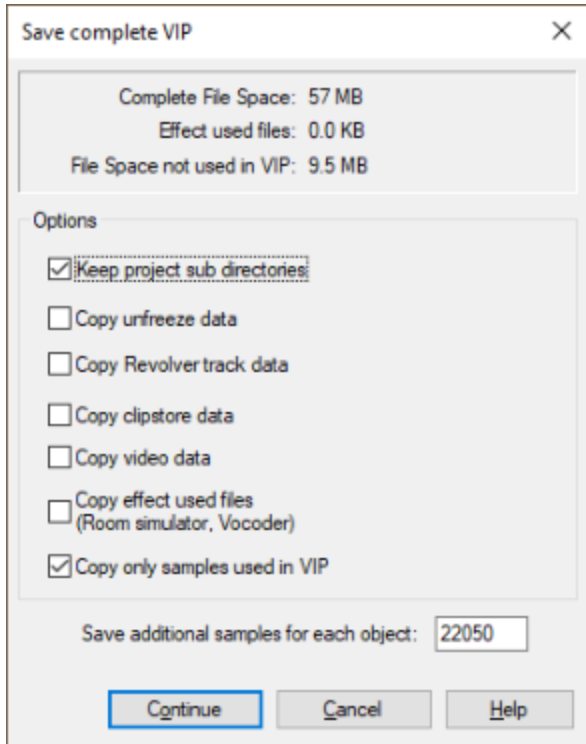 Save complete VIP
Complete File Space: 57 MB
Effect used files: 0.0 KB
File Space not used in VIP: 9.5 MB
Options
Keep project sub directories
Copy unfreeze data
Copy Revolver track data
Copy clipstore data
Copy video data
Copy effect used files
(Room simulator, Vocoder)
Copy only samples used in VIP
Save additional samples for each object: 22050
Continue Cancel Help